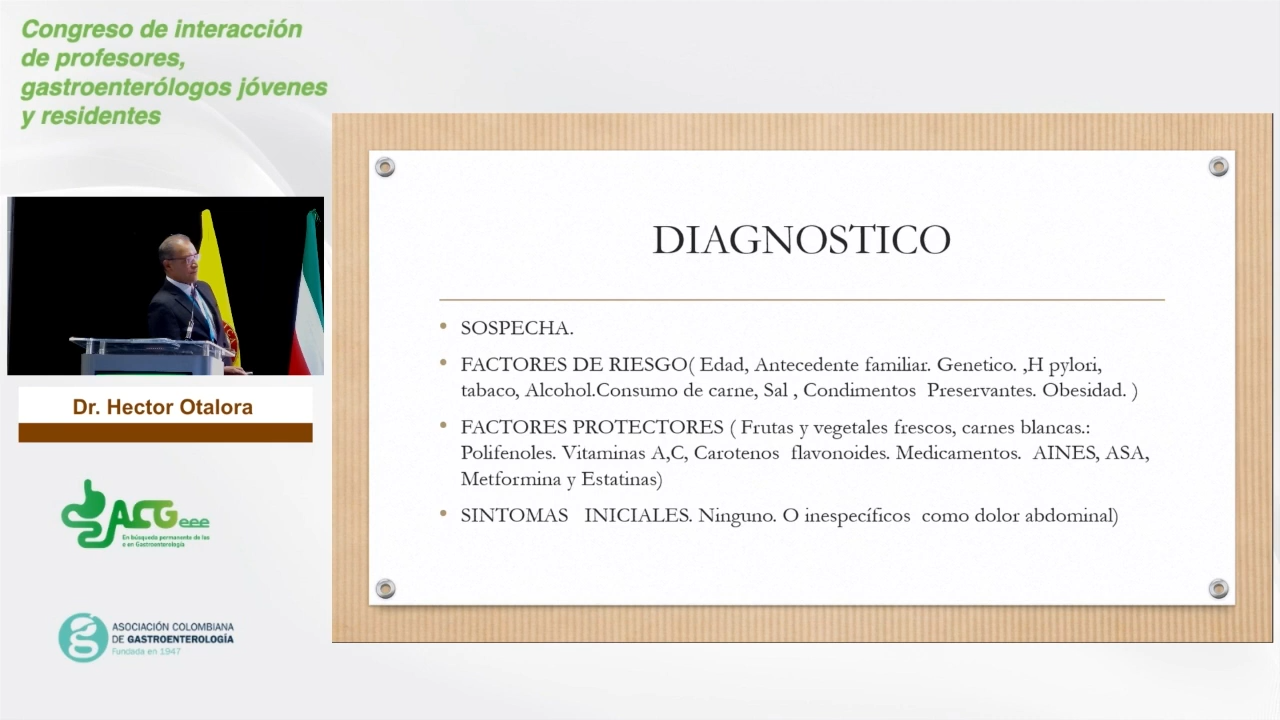 Congreso de interacción
de profesores,
gastroenterólogos jóvenes
y residentes
DIAGNOSTICO
• SOSPECHA.
• FACTORES DE RIESGO( Edad, Antecedente familiar. Genetico. ,H pylori,
tabaco, Alcohol.Consumo de carne, Sal , Condimentos  Preservantes. Obesidad. )
• FACTORES PROTECTORES ( Frutas y vegetales frescos, carnes blancas.:
Polifenoles. Vitaminas A,C, Carotenos  flavonoides. Medicamentos.  AINES, ASA,
Metformina y Estatinas)
• SINTOMAS  INICIALES. Ninguno. O inespecíficos  como dolor abdominal)
Dr. Hector Otalora
ACGeee
En búsqueda permanente de las
e en Gastroenterología
ASOCIACIÓN COLOMBIANA
DE GASTROENTEROLOGÍA
Fundada en 1947